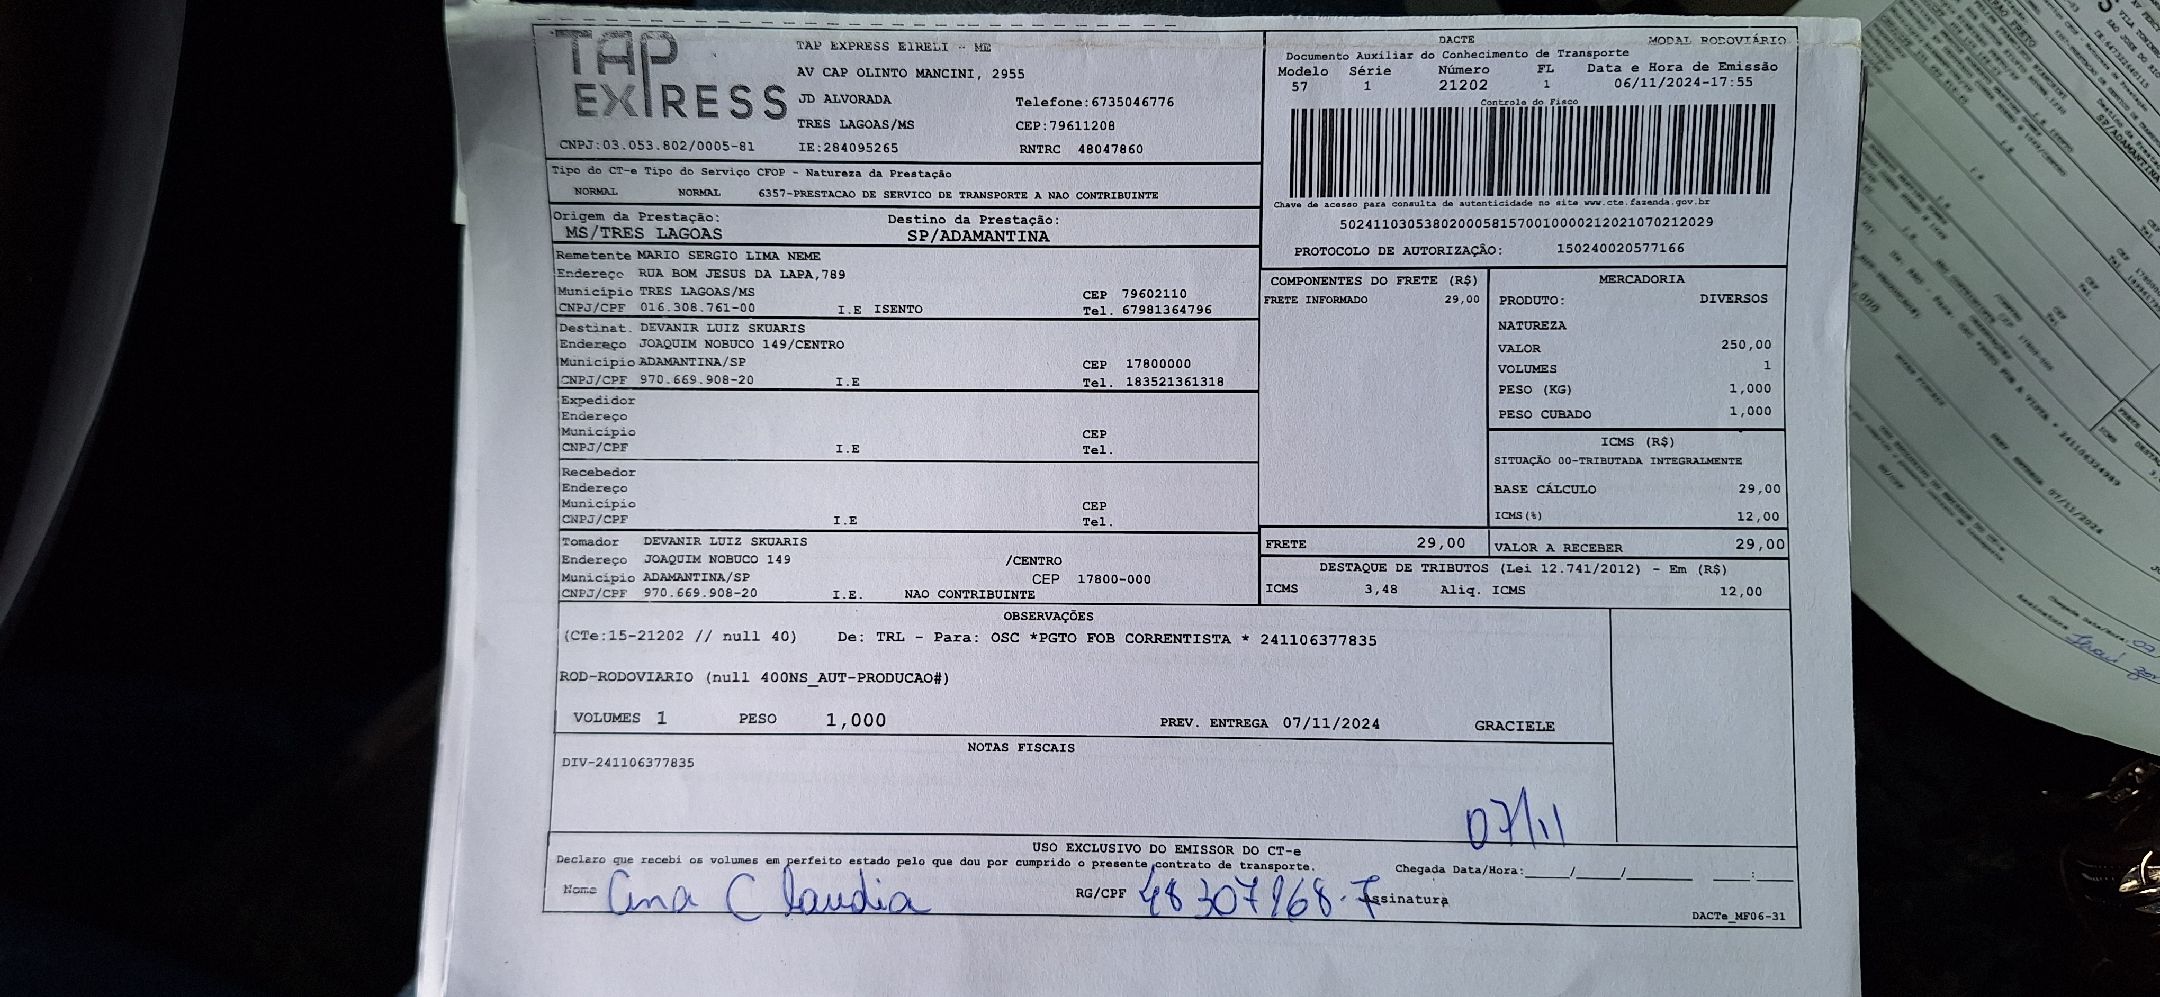 TAP EXPRESS
TAP EXPRESS EIRELI - ME
AV CAP OLINTO MANCINI, 2955
JD ALVORADA Telefone:6735046776
TRES LAGOAS/MS CEP:79611208
CNPJ:03.053.802/0005-81 IE:284095265 RNTRC 48047860
DACTE MODAL RODOVIÁRIO
Documento Auxiliar do Conhecimento de Transporte
Modelo Série Número FL Data e Hora de Emissão
57 1 21202 1 06/11/2024-17:55
Controle do Fisco
Chave de acesso para consulta de autenticidade no site www.cte.fazenda.gov.br
50241103053802000581570010000212021070212029
PROTOCOLO DE AUTORIZAÇÃO: 150240020577166
Tipo do CT-e Tipo do Serviço CFOP - Natureza da Prestação
NORMAL NORMAL 6357-PRESTACAO DE SERVICO DE TRANSPORTE A NAO CONTRIBUINTE
Origem da Prestação: Destino da Prestação:
MS/TRES LAGOAS SP/ADAMANTINA
Remetente MARIO SERGIO LIMA NEME
Endereço RUA BOM JESUS DA LAPA,789
Município TRES LAGOAS/MS CEP 79602110
CNPJ/CPF 016.308.761-00 I.E ISENTO Tel. 67981364796
Destinat. DEVANIR LUIZ SKUARIS
Endereço JOAQUIM NOBUCO 149/CENTRO
Município ADAMANTINA/SP CEP 17800000
CNPJ/CPF 970.669.908-20 I.E Tel. 183521361318
Expedidor
Endereço
Município CEP
CNPJ/CPF I.E Tel.
Recebedor
Endereço
Município CEP
CNPJ/CPF I.E Tel.
Tomador DEVANIR LUIZ SKUARIS
Endereço JOAQUIM NOBUCO 149 /CENTRO
Município ADAMANTINA/SP CEP 17800-000
CNPJ/CPF 970.669.908-20 I.E. NAO CONTRIBUINTE
COMPONENTES DO FRETE (R$)
FRETE INFORMADO 29,00
MERCADORIA
PRODUTO: DIVERSOS
NATUREZA
VALOR 250,00
VOLUMES 1
PESO (KG) 1,000
PESO CUBADO 1,000
ICMS (R$)
SITUAÇÃO 00-TRIBUTADA INTEGRALMENTE
BASE CÁLCULO 29,00
ICMS(%) 12,00
FRETE 29,00 VALOR A RECEBER 29,00
DESTAQUE DE TRIBUTOS (Lei 12.741/2012) - Em (R$)
ICMS 3,48 Aliq. ICMS 12,00
OBSERVAÇÕES
(CTe:15-21202 // null 40) De: TRL - Para: OSC *PGTO FOB CORRENTISTA * 241106377835
ROD-RODOVIARIO (null 400NS_AUT-PRODUCAO#)
VOLUMES 1 PESO 1,000 PREV. ENTREGA 07/11/2024 GRACIELE
NOTAS FISCAIS
DIV-241106377835
07/11
USO EXCLUSIVO DO EMISSOR DO CT-e
Declaro que recebi os volumes em perfeito estado pelo que dou por cumprido o presente contrato de transporte. Chegada Data/Hora:____/____/______ ___:___
Nome Ana Claudia RG/CPF 48307968-7 Assinatura
DACTe_MF06-31